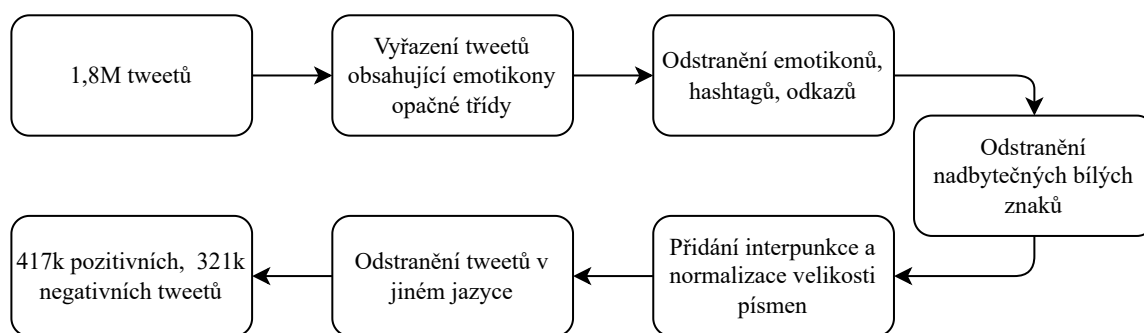 1,8M tweetů
Vyřazení tweetů
obsahující emotikony
opačné třídy
Odstranění emotikonů,
hashtagů, odkazů
Odstranění
nadbytečných bílých
znaků
Přidání interpunkce a
normalizace velikosti
písmen
Odstranění tweetů v
jiném jazyce
417k pozitivních,  321k
negativních tweetů